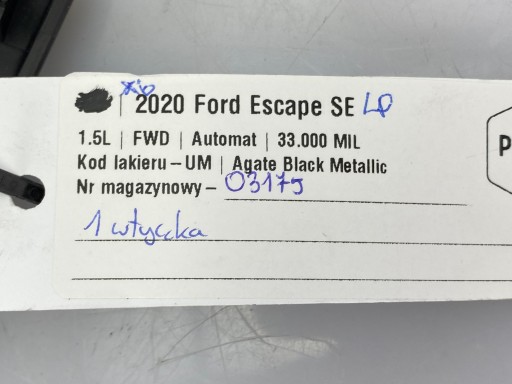 2020 Ford Escape SE LP
1.5L | FWD | Automat | 33.000 MIL
Kod lakieru – UM | Agate Black Metallic
Nr magazynowy – 03175
1 wtyczka
P